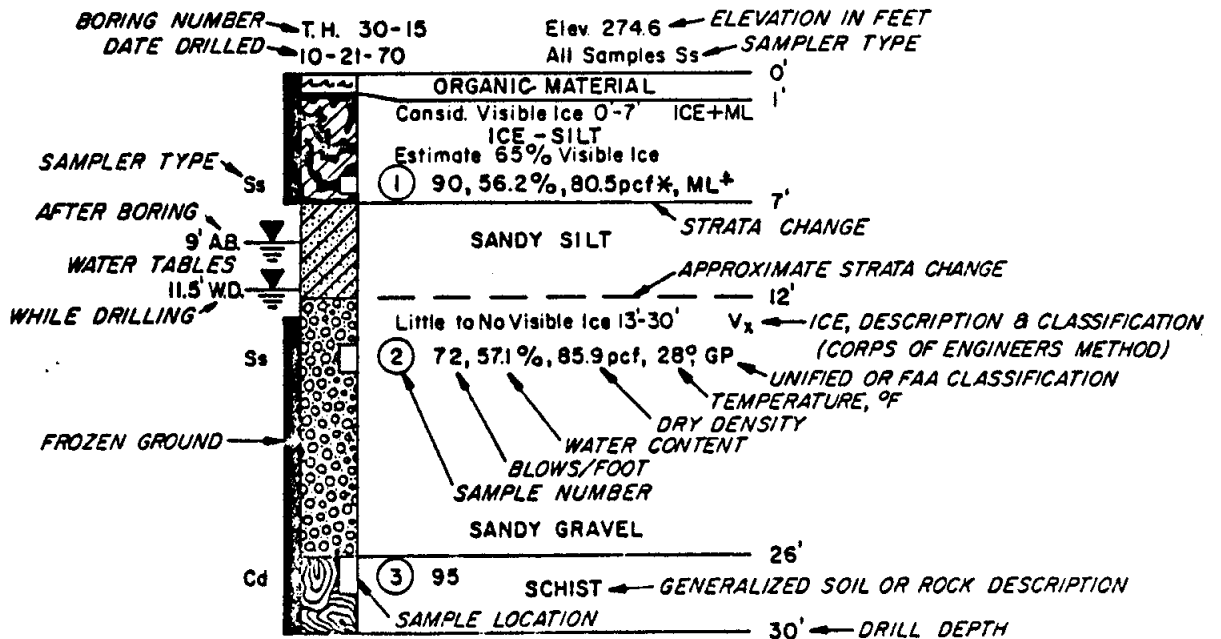 BORING NUMBER T.H. 30-15 Elev. 274.6 ELEVATION IN FEET
DATE DRILLED 10-21-70 All Samples Ss SAMPLER TYPE
0'
ORGANIC MATERIAL
1'
Consid. Visible Ice 0'-7' ICE+ML
ICE-SILT
Estimate 65% Visible Ice
SAMPLER TYPE Ss
1 90, 56.2%, 80.5pcf*, ML+
7'
AFTER BORING
STRATA CHANGE
9' A.B.
SANDY SILT
WATER TABLES
APPROXIMATE STRATA CHANGE
11.5' W.D.
12'
WHILE DRILLING
Little to No Visible Ice 13'-30' Vx ICE, DESCRIPTION & CLASSIFICATION
(CORPS OF ENGINEERS METHOD)
Ss 2 72, 57.1%, 85.9pcf, 28°, GP
UNIFIED OR FAA CLASSIFICATION
TEMPERATURE, °F
DRY DENSITY
FROZEN GROUND
WATER CONTENT
BLOWS/FOOT
SAMPLE NUMBER
SANDY GRAVEL
26'
Cd 3 95
SCHIST GENERALIZED SOIL OR ROCK DESCRIPTION
SAMPLE LOCATION
30' DRILL DEPTH